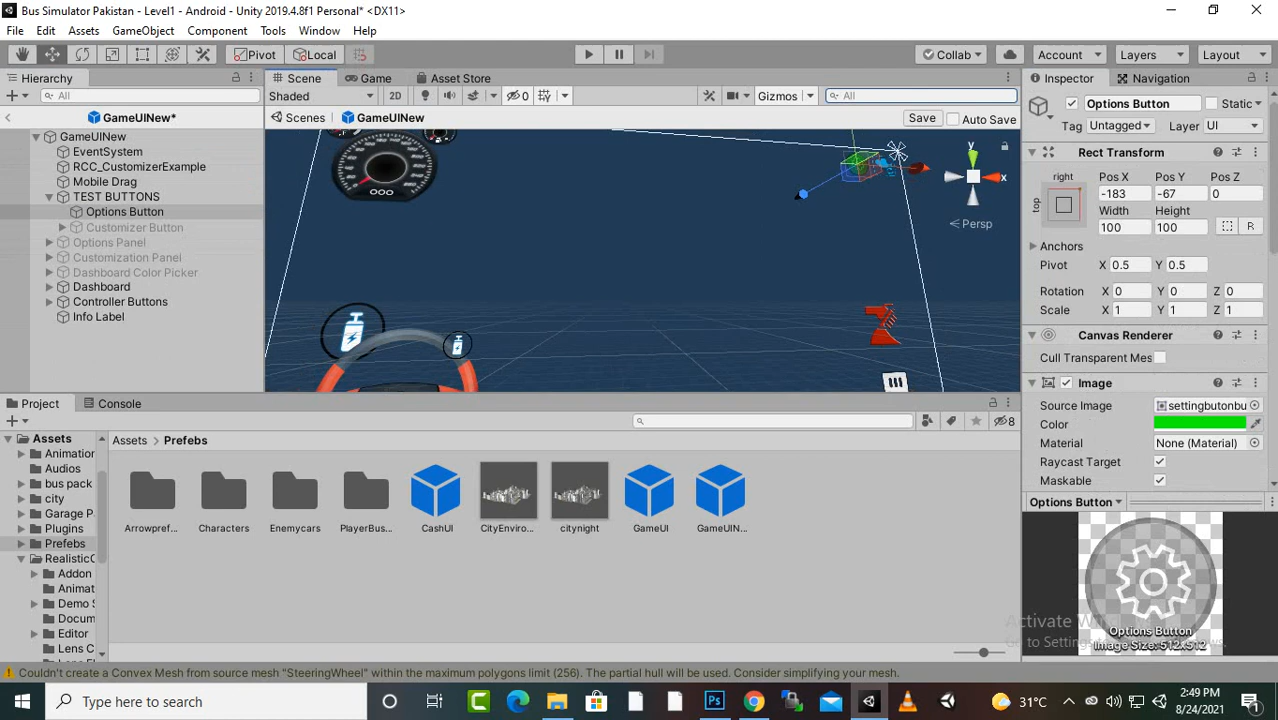 Bus Simulator Pakistan - Level1 - Android - Unity 2019.4.8f1 Personal* <DX11>
File Edit Assets GameObject Component Tools Window Help
Pivot Local Collab Account Layers Layout
Hierarchy Scene Game Asset Store Inspector Navigation
All Shaded 2D 0 Gizmos All Options Button Static
GameUINew* Scenes GameUINew Save Auto Save
Tag Untagged Layer UI
GameUINew
EventSystem
RCC_CustomizerExample
Mobile Drag
TEST BUTTONS
Options Button
Customizer Button
Options Panel
Customization Panel
Dashboard Color Picker
Dashboard
Controller Buttons
Info Label
y
x
Persp
Rect Transform
right Pos X Pos Y Pos Z
top -183 -67 0
Width Height
100 100 R
Anchors
Pivot X 0.5 Y 0.5
Rotation X 0 Y 0 Z 0
Scale X 1 Y 1 Z 1
Canvas Renderer
Cull Transparent Mes
Image
Source Image settingbutonbu
Color
Material None (Material)
Raycast Target
Maskable
Options Button
Options Button
Image Size: 512x512
Project Console
8
Assets
Animation
Audios
bus pack
city
Garage P
Plugins
Prefebs
RealisticC
Addon
Animat
Demo S
Docum
Editor
Lens C
Assets > Prefebs
Arrowpref... Characters Enemycars PlayerBus... CashUI CityEnviro... citynight GameUI GameUIN...
Couldn't create a Convex Mesh from source mesh "SteeringWheel" within the maximum polygons limit (256). The partial hull will be used. Consider simplifying your mesh.
Type here to search
31°C
2:49 PM
8/24/2021
1